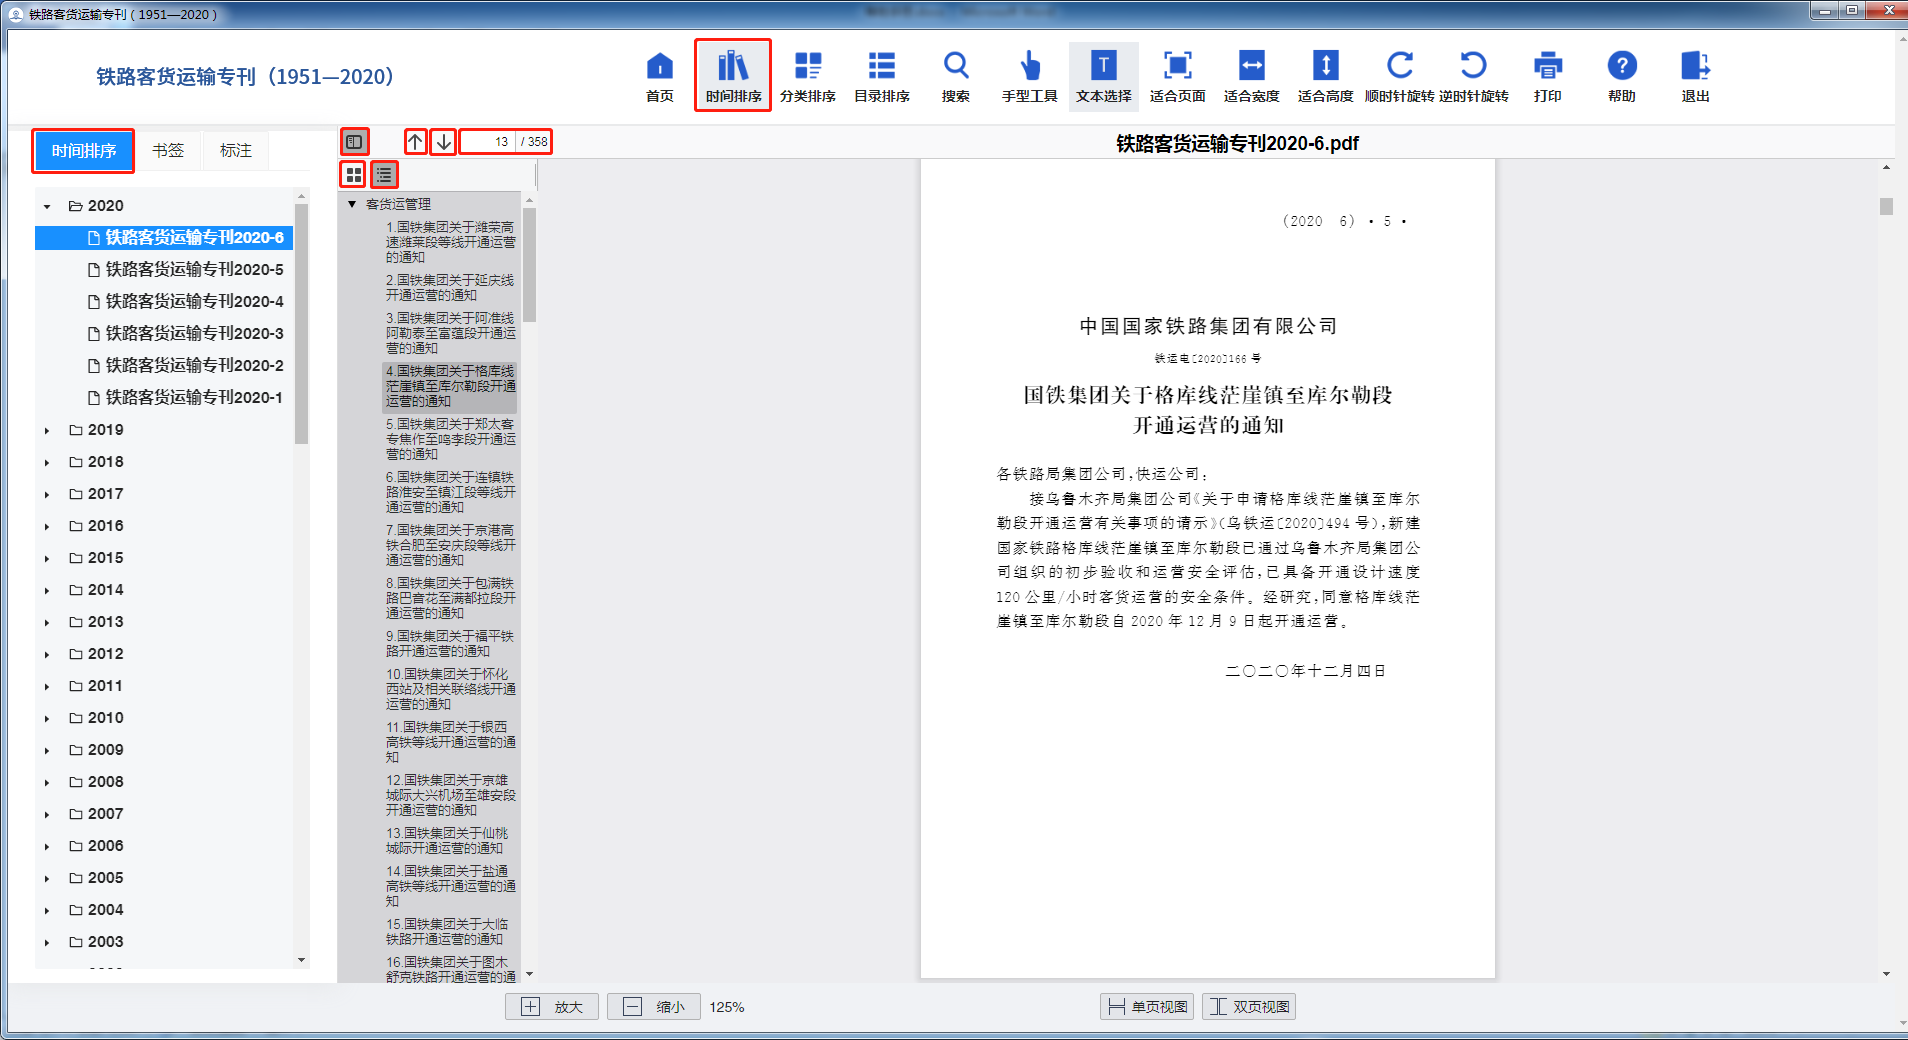 铁路客货运输专刊（1951—2020）
铁路客货运输专刊（1951—2020）
首页
时间排序
分类排序
目录排序
搜索
手型工具
文本选择
适合页面
适合宽度
适合高度
顺时针旋转
逆时针旋转
打印
帮助
退出
时间排序
书签
标注
13 / 358
铁路客货运输专刊2020-6.pdf
2020
铁路客货运输专刊2020-6
铁路客货运输专刊2020-5
铁路客货运输专刊2020-4
铁路客货运输专刊2020-3
铁路客货运输专刊2020-2
铁路客货运输专刊2020-1
2019
2018
2017
2016
2015
2014
2013
2012
2011
2010
2009
2008
2007
2006
2005
2004
2003
客货运管理
1.国铁集团关于潍荣高
速潍莱段等线开通运营
的通知
2.国铁集团关于延庆线
开通运营的通知
3.国铁集团关于阿准线
阿勒泰至富蕴段开通运
营的通知
4.国铁集团关于格库线
茫崖镇至库尔勒段开通
运营的通知
5.国铁集团关于郑太客
专焦作至呜李段开通运
营的通知
6.国铁集团关于连镇铁
路淮安至镇江段等线开
通运营的通知
7.国铁集团关于京港高
铁合肥至安庆段等线开
通运营的通知
8.国铁集团关于包满铁
路巴音花至满都拉段开
通运营的通知
9.国铁集团关于福平铁
路开通运营的通知
10.国铁集团关于怀化
西站及相关联络线开通
运营的通知
11.国铁集团关于银西
高铁等线开通运营的通
知
12.国铁集团关于京雄
城际大兴机场至雄安段
开通运营的通知
13.国铁集团关于仙桃
城际开通运营的通知
14.国铁集团关于盐通
高铁等线开通运营的通
知
15.国铁集团关于大临
铁路开通运营的通知
16.国铁集团关于图木
舒克铁路开通运营的通
（2020 6）·5·
中国国家铁路集团有限公司
铁运电〔2020〕166 号
国铁集团关于格库线茫崖镇至库尔勒段
开通运营的通知
各铁路局集团公司,快运公司：
接乌鲁木齐局集团公司《关于申请格库线茫崖镇至库尔
勒段开通运营有关事项的请示》（乌铁运〔2020〕494 号）,新建
国家铁路格库线茫崖镇至库尔勒段已通过乌鲁木齐局集团公
司组织的初步验收和运营安全评估,已具备开通设计速度
120 公里/小时客货运营的安全条件。经研究,同意格库线茫
崖镇至库尔勒段自 2020 年 12 月 9 日起开通运营。
二〇二〇年十二月四日
放大
缩小
125%
单页视图
双页视图